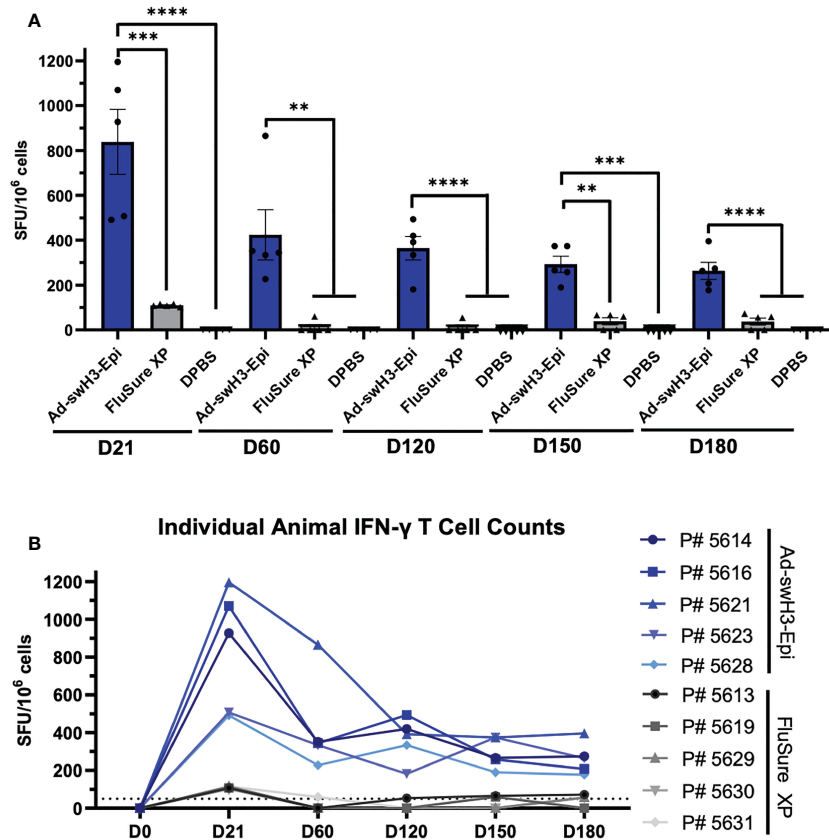 A
**** 
***
**
****
***
**
****
1200
1000
800
600
400
200
0
SFU/10⁶ cells
Ad-swH3-Epi FluSure XP DPBS Ad-swH3-Epi FluSure XP DPBS Ad-swH3-Epi FluSure XP DPBS Ad-swH3-Epi FluSure XP DPBS Ad-swH3-Epi FluSure XP DPBS
D21 D60 D120 D150 D180
B
Individual Animal IFN-γ T Cell Counts
1200
1000
800
600
400
200
0
SFU/10⁶ cells
D0 D21 D60 D120 D150 D180
P# 5614
P# 5616
P# 5621
P# 5623
P# 5628
P# 5613
P# 5619
P# 5629
P# 5630
P# 5631
Ad-swH3-Epi
FluSure XP